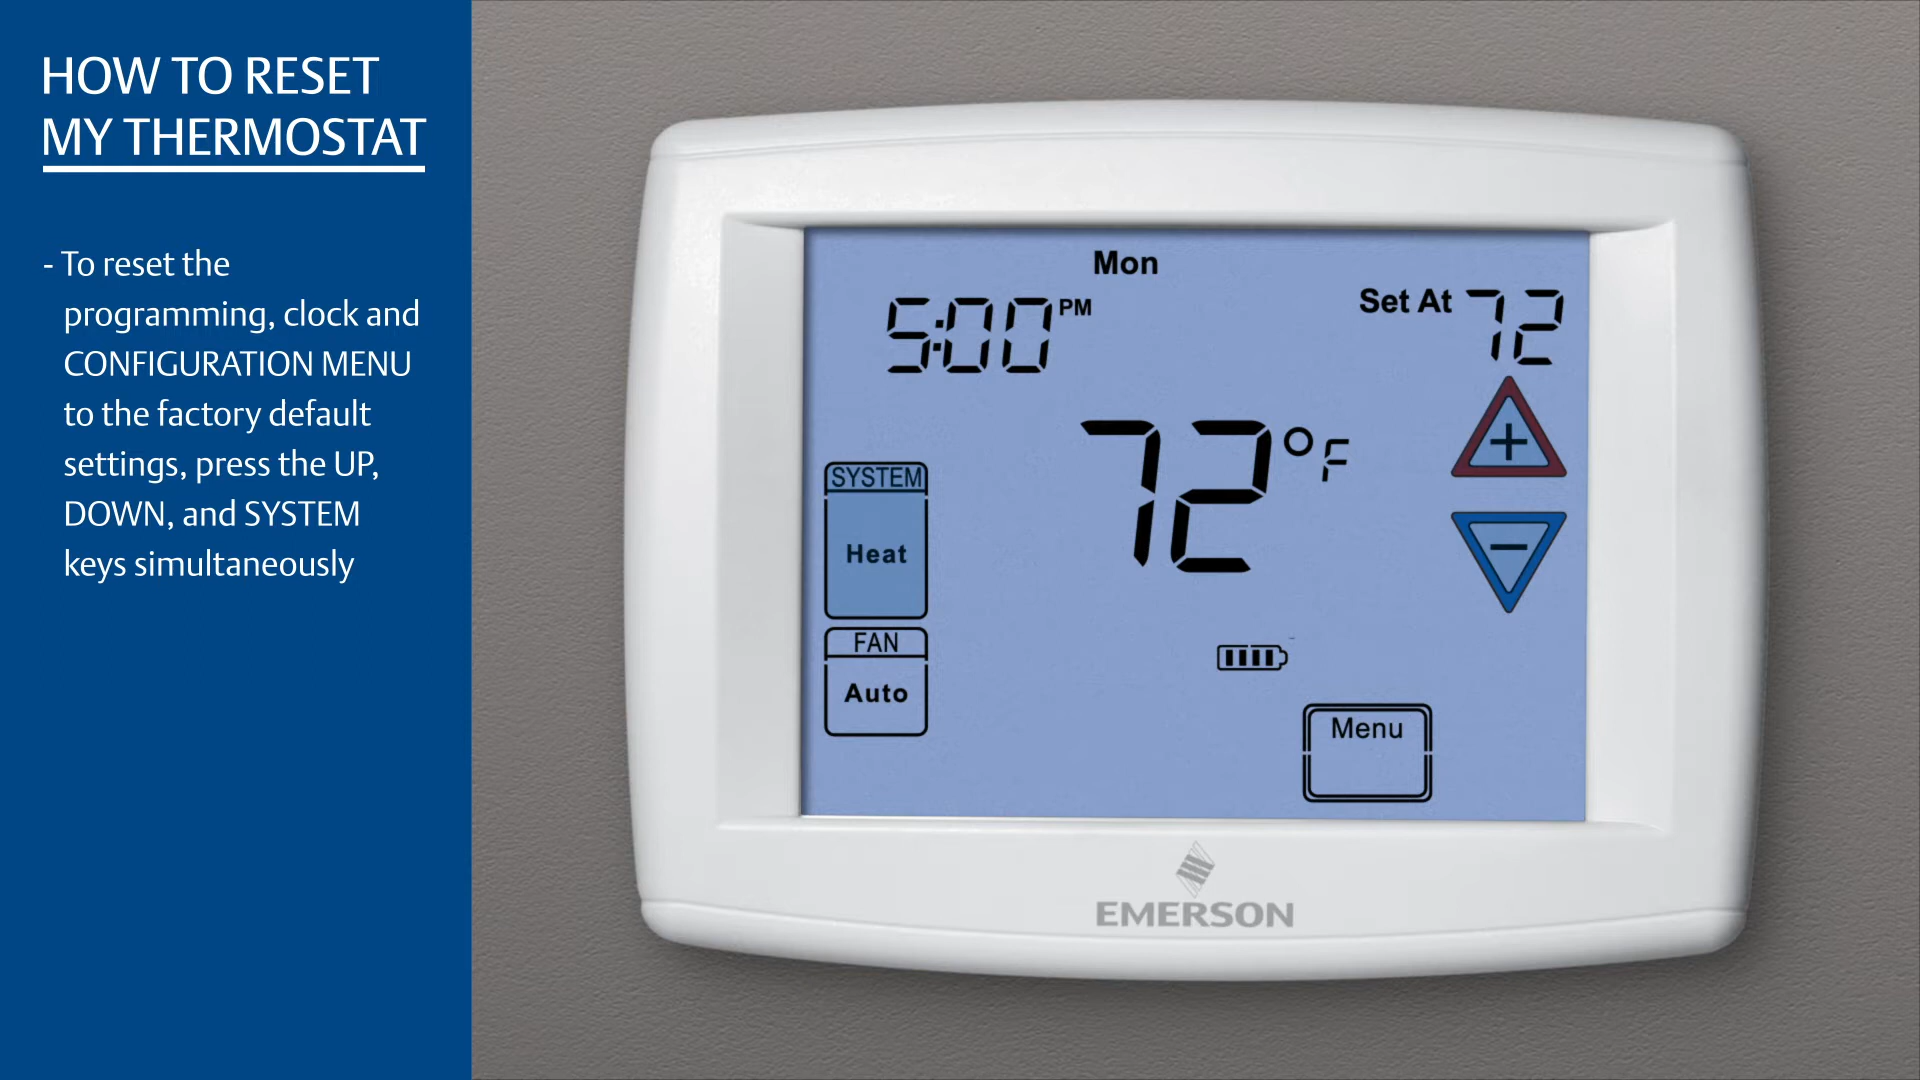 HOW TO RESET
MY THERMOSTAT
- To reset the
programming, clock and
CONFIGURATION MENU
to the factory default
settings, press the UP,
DOWN, and SYSTEM
keys simultaneously
Mon
5:00 PM
Set At 72
72°F
SYSTEM
Heat
FAN
Auto
Menu
EMERSON